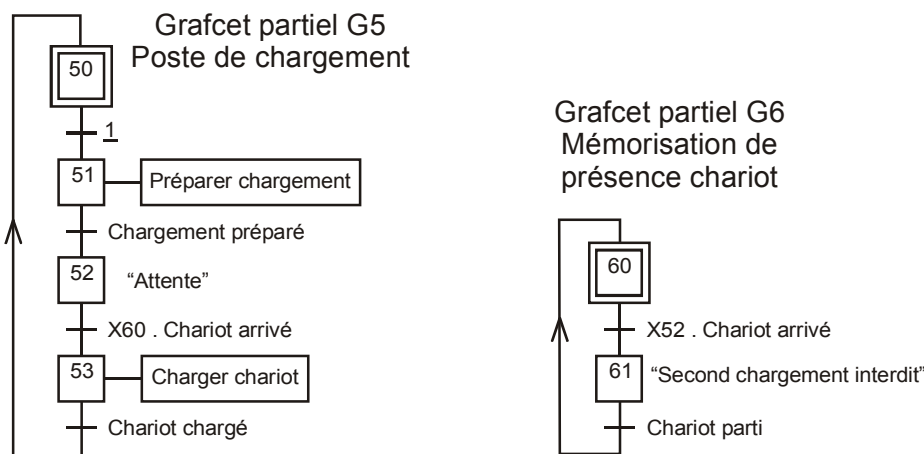 Grafcet partiel G5
Poste de chargement
50
1
51
Préparer chargement
Chargement préparé
52
“Attente”
X60 . Chariot arrivé
53
Charger chariot
Chariot chargé
Grafcet partiel G6
Mémorisation de
présence chariot
60
X52 . Chariot arrivé
61
“Second chargement interdit”
Chariot parti